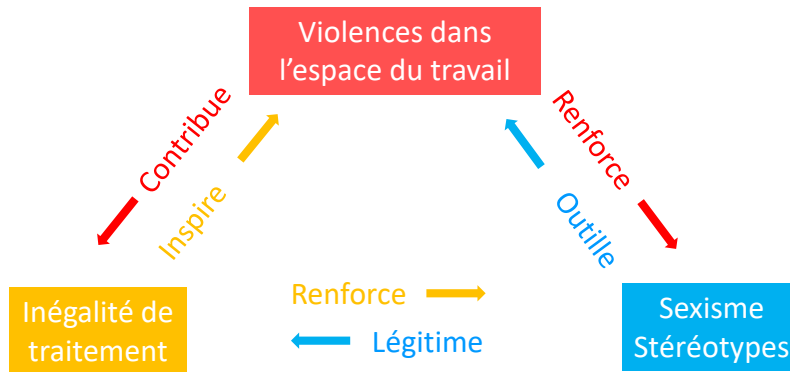 Violences dans
l'espace du travail
Contribue
Inspire
Renforce
Outille
Inégalité de
traitement
Renforce
Légitime
Sexisme
Stéréotypes